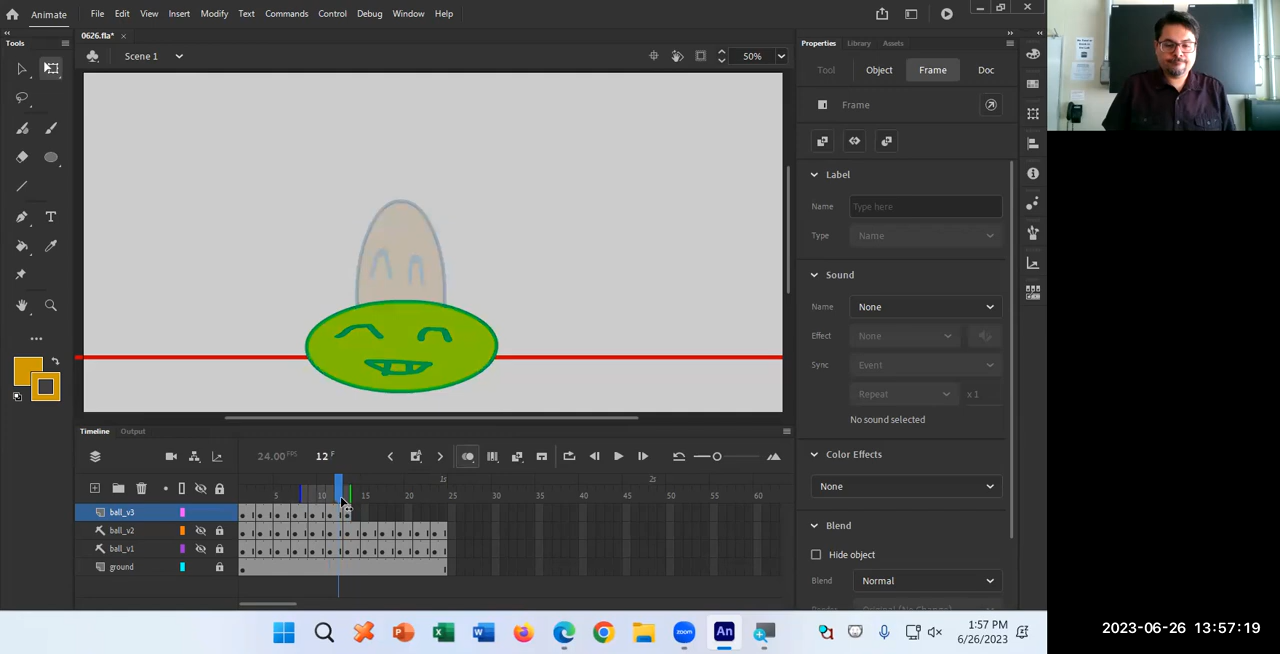 Animate File Edit View Insert Modify Text Commands Control Debug Window Help
0626.fla* ×
Tools
Scene 1 50%
Properties Library Assets
Tool Object Frame Doc
Frame
Label
Name Type here
Type Name
Sound
Name None
Effect None
Sync Event
Repeat x 1
No sound selected
Color Effects
None
Blend
Hide object
Blend Normal
Timeline Output
24.00 FPS 12 F
1s 2s
5 10 15 20 25 30 35 40 45 50 55 60
ball_v3
ball_v2
ball_v1
ground
An
zoom
1:57 PM
6/26/2023
2023-06-26 13:57:19